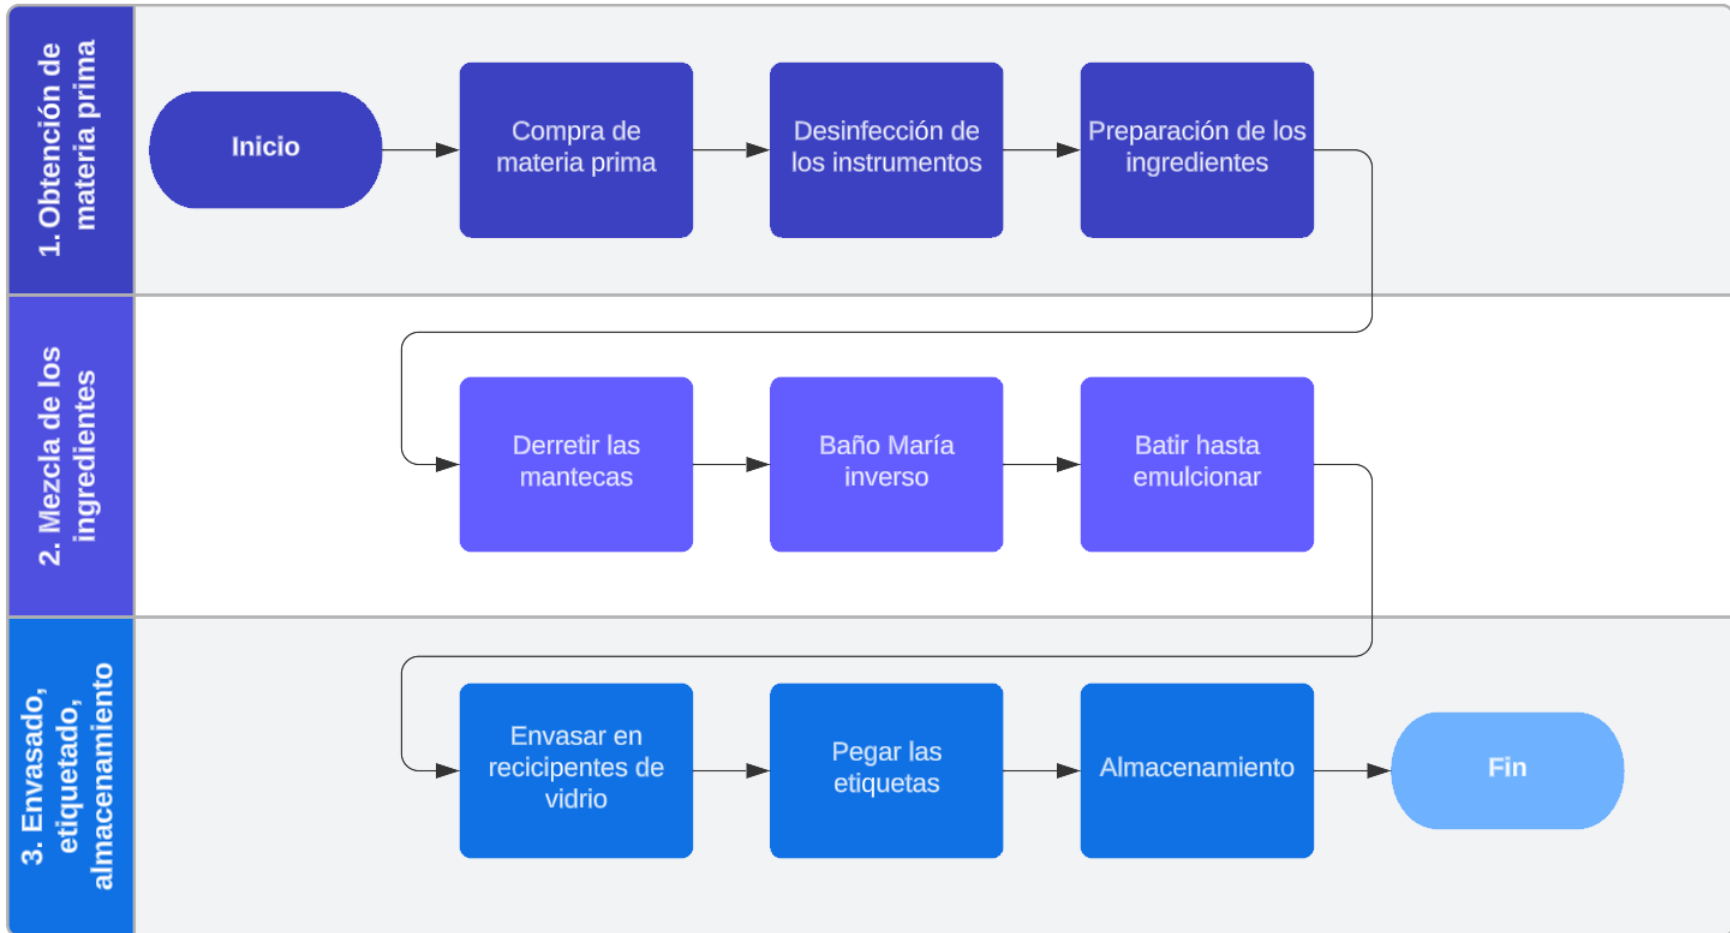 1. Obtención de
materia prima
Inicio
Compra de
materia prima
Desinfección de
los instrumentos
Preparación de los
ingredientes
2. Mezcla de los
ingredientes
Derretir las
mantecas
Baño María
inverso
Batir hasta
emulcionar
3. Envasado,
etiquetado,
almacenamiento
Envasar en
recicipentes de
vidrio
Pegar las
etiquetas
Almacenamiento
Fin